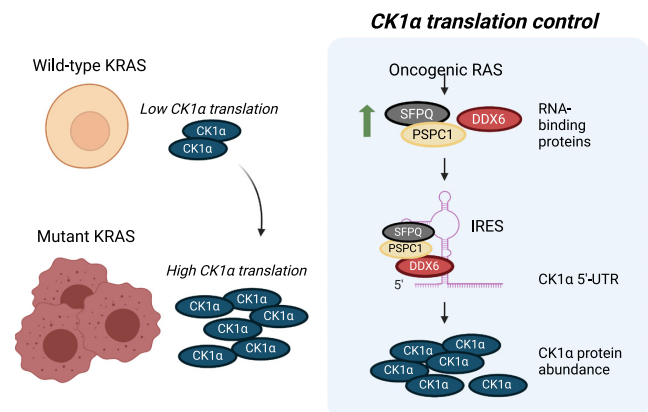 CK1α translation control
Wild-type KRAS
Low CK1α translation
CK1α
CK1α
Mutant KRAS
High CK1α translation
CK1α
CK1α
CK1α
CK1α
CK1α
CK1α
Oncogenic RAS
SFPQ
PSPC1
DDX6
RNA-
binding
proteins
SFPQ
PSPC1
DDX6
IRES
5'
CK1α 5'-UTR
CK1α
CK1α
CK1α
CK1α
CK1α
CK1α
CK1α protein
abundance